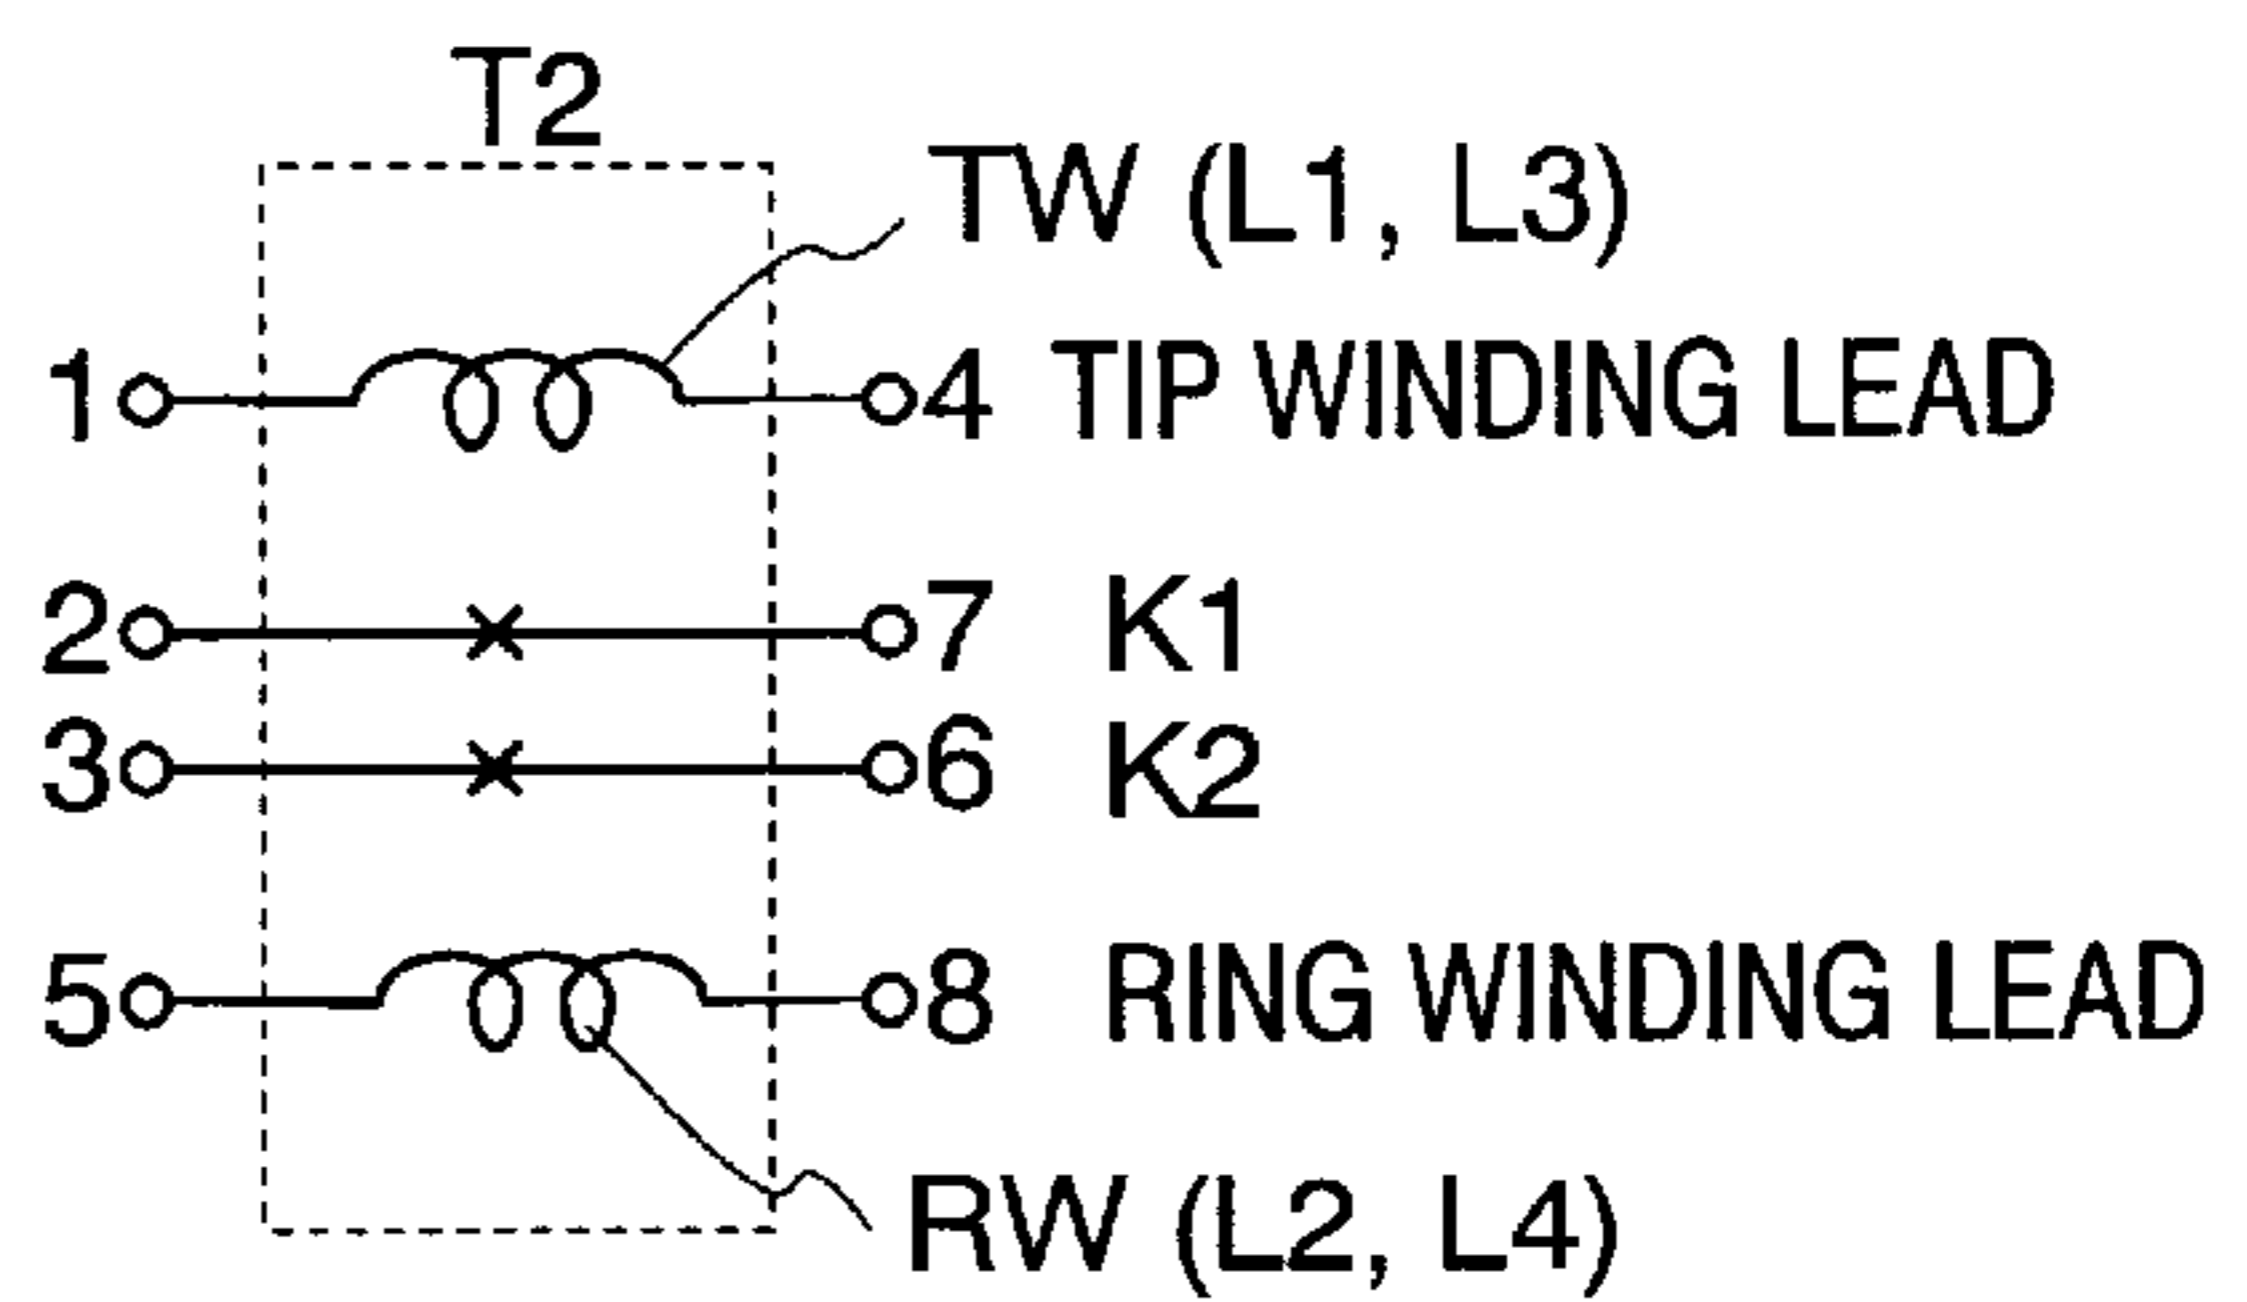 T2
TW (L1, L3)
1 4 TIP WINDING LEAD
2 7 K1
3 6 K2
5 8 RING WINDING LEAD
RW (L2, L4)